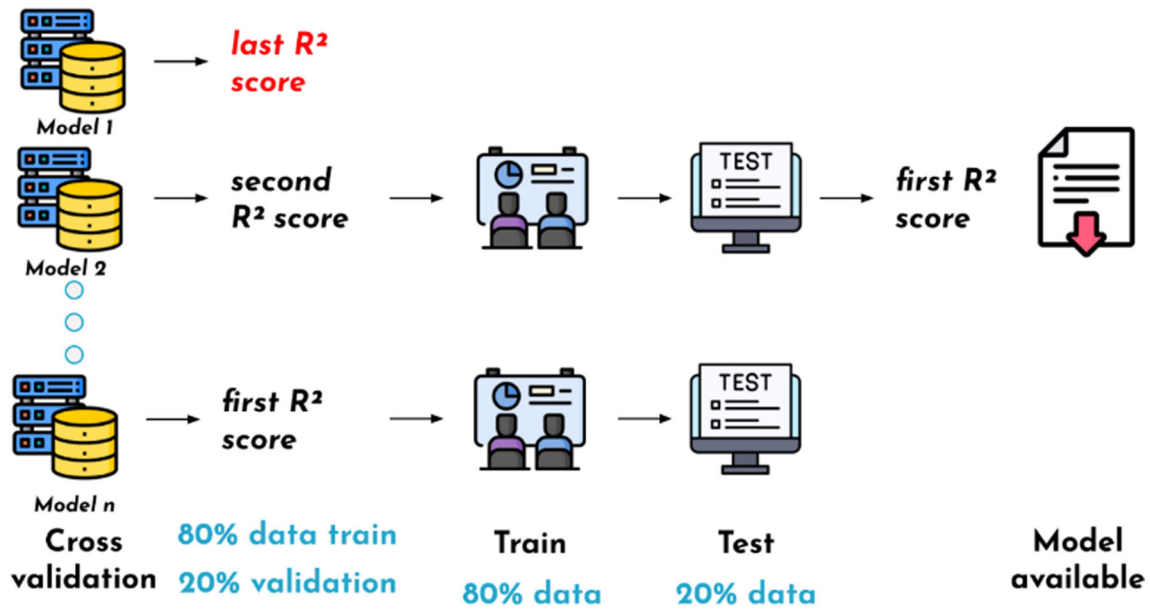 last R²
score
Model 1
second
R² score
TEST
first R²
score
Model 2
first R²
score
TEST
Model n
Cross
validation
80% data train
20% validation
Train
80% data
Test
20% data
Model
available